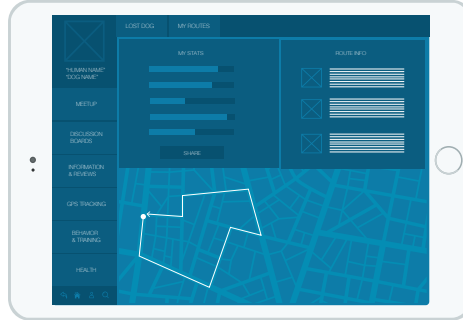 LOST DOG
MY ROUTES
"HUMAN NAME"
"DOG NAME"
MEETUP
DISCUSSION
BOARDS
INFORMATION
& REVIEWS
GPS TRACKING
BEHAVIOR
& TRAINING
HEALTH
MY STATS:
SHARE
ROUTE INFO